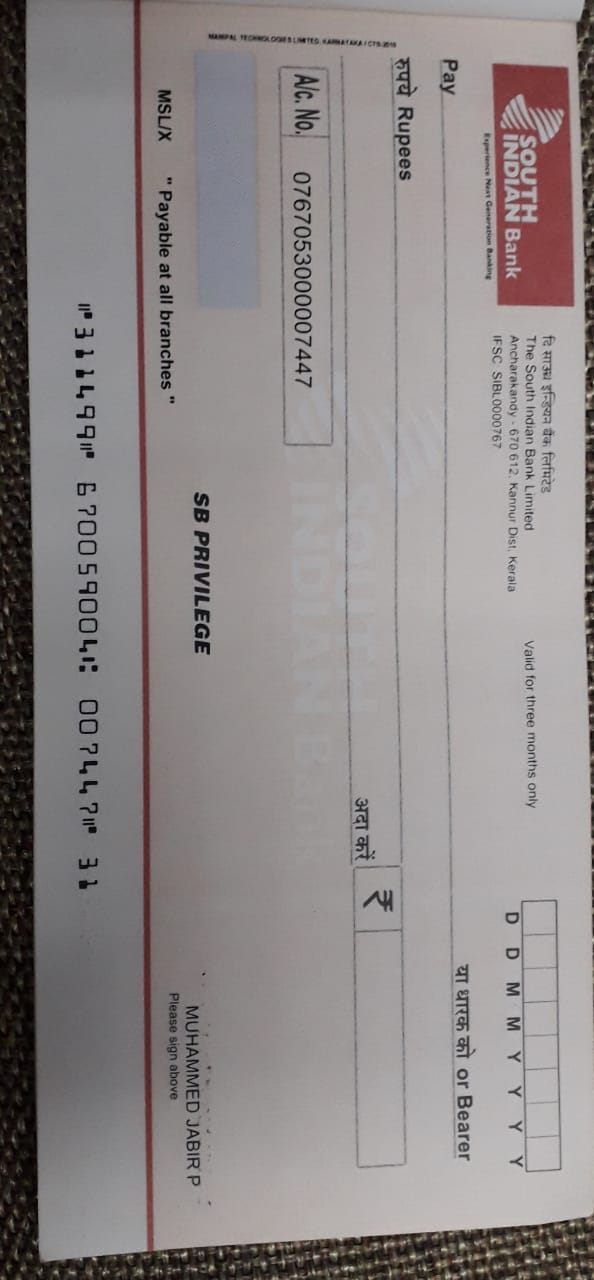 SOUTH
INDIAN Bank
Experience Next Generation Banking
दि साउथ इन्डियन बैंक लिमिटेड
The South Indian Bank Limited
Ancharakandy - 670 612, Kannur Dist, Kerala
IFSC SIBL0000767
Valid for three months only
D D M M Y Y Y Y
Pay
या धारक को or Bearer
रुपये Rupees
अदा करें ₹
SOUTH
INDIAN Bank
A/c. No. 0767053000007447
MANIPAL TECHNOLOGIES LIMITED, KARNATAKA / CTS-2010
SB PRIVILEGE
MUHAMMED JABIR P
Please sign above
MSL/X " Payable at all branches "
⑈311499⑈ 670059004⑆ 007447⑈ 31